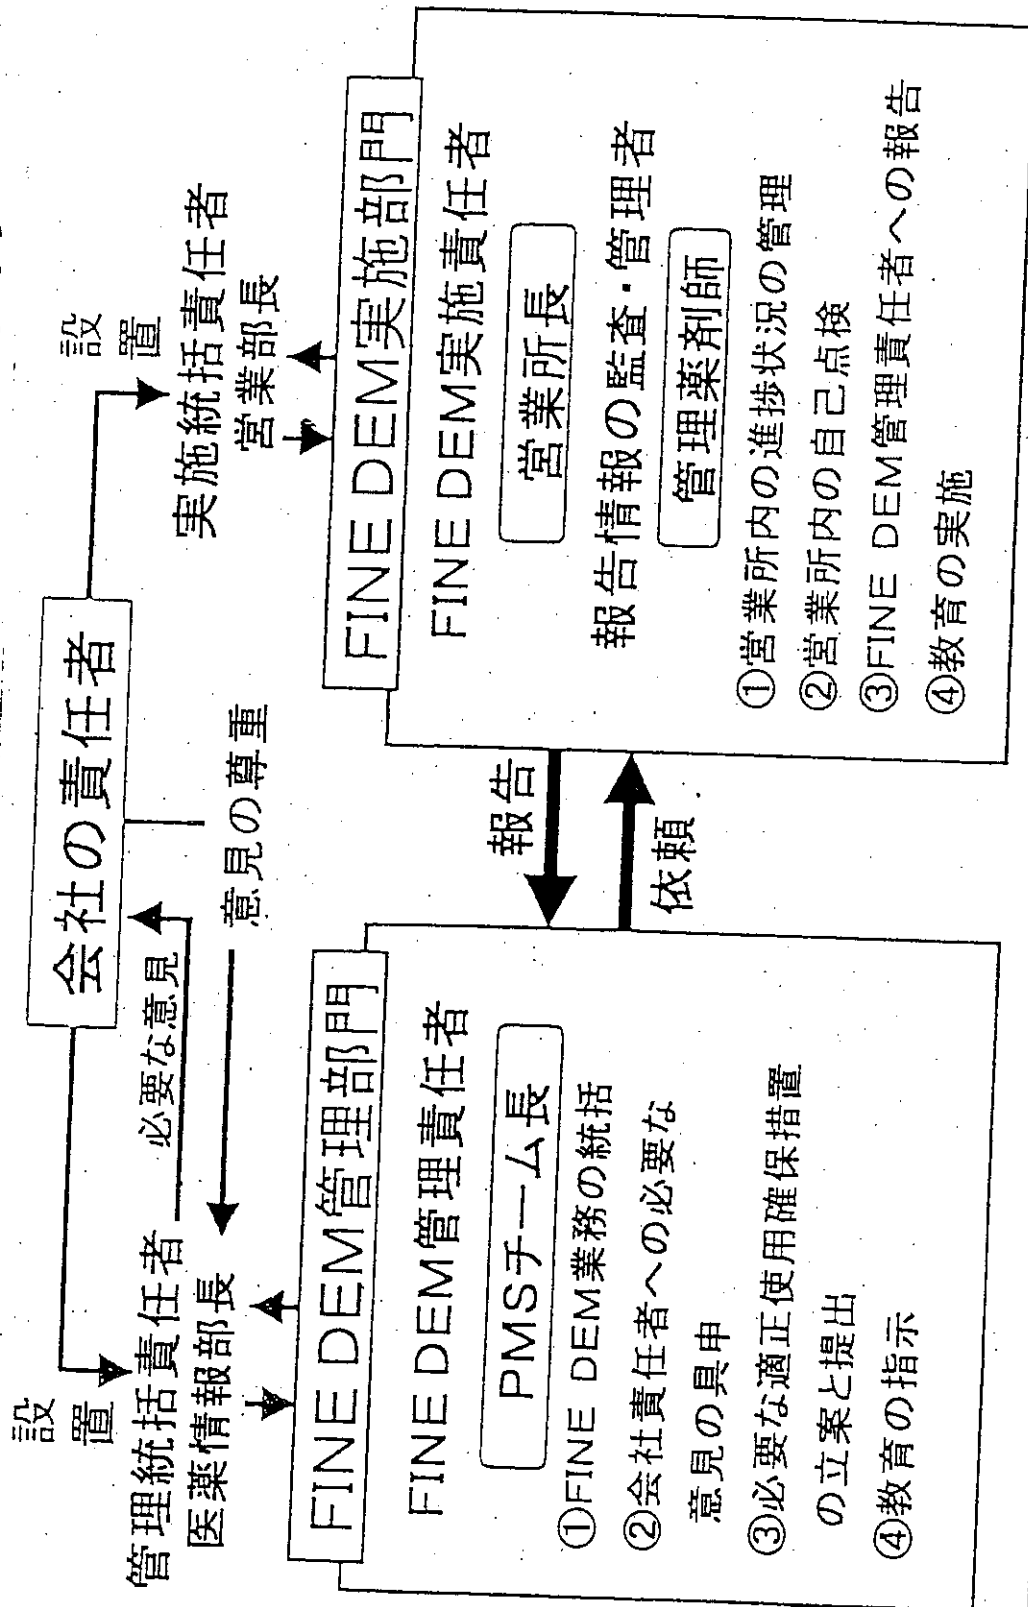 会社の責任者
設置
管理統括責任者
医薬情報部長
必要な意見
意見の尊重
設置
実施統括責任者
営業部長
FINE DEM管理部門
FINE DEM管理責任者
PMSチーム長
①FINE DEM業務の統括
②会社責任者への必要な
意見の具申
③必要な適正使用確保措置
の立案と提出
④教育の指示
報告
依頼
FINE DEM実施部門
FINE DEM実施責任者
営業所長
報告情報の監査・管理者
管理薬剤師
①営業所内の進捗状況の管理
②営業所内の自己点検
③FINE DEM管理責任者への報告
④教育の実施